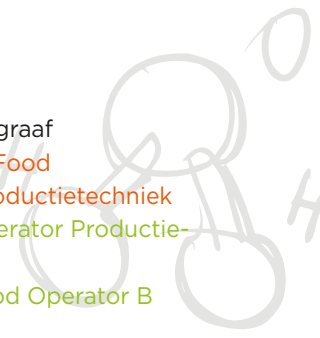 graaf
Food
oductietechniek
erator Productie-
od Operator B